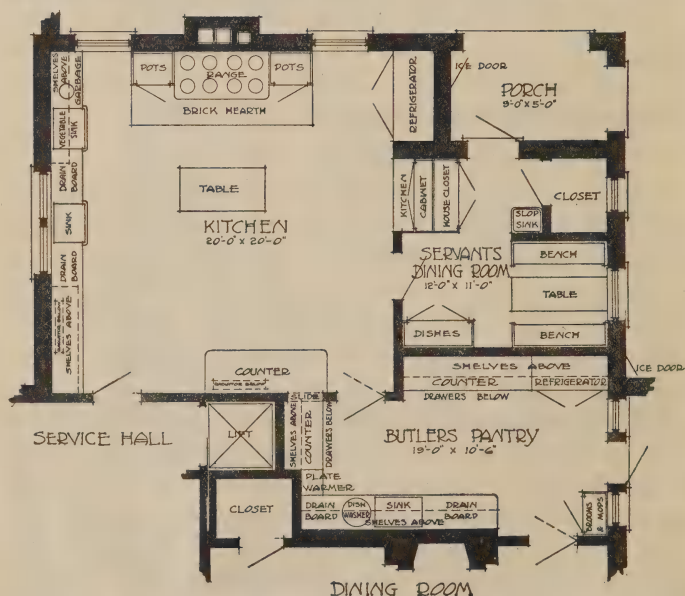 SHELVES
ABOVE
GARBAGE
POTS
RANGE
POTS
BRICK HEARTH
REFRIGERATOR
ICE DOOR
PORCH
9'-0" X 5'-0"
VEGETABLE
SINK
DRAIN
BOARD
TABLE
KITCHEN
20'-0" X 20'-0"
KITCHEN
CABINET
HOUSE CLOSET
CLOSET
SLOP
SINK
SINK
DRAIN
BOARD
SHELVES ABOVE
SERVANTS
DINING ROOM
12'-0" X 11'-0"
BENCH
TABLE
BENCH
DISHES
COUNTER
SHELVES ABOVE
COUNTER
REFRIGERATOR
DRAWERS BELOW
ICE DOOR
SERVICE HALL
LIFT
SLIDE
SHELVES ABOVE
COUNTER
DRAWERS BELOW
BUTLERS PANTRY
19'-0" X 10'-6"
PLATE
WARMER
CLOSET
DRAIN
BOARD
DISH
WASHER
SINK
DRAIN
BOARD
SHELVES ABOVE
BROOMS
& MOPS
DINING ROOM